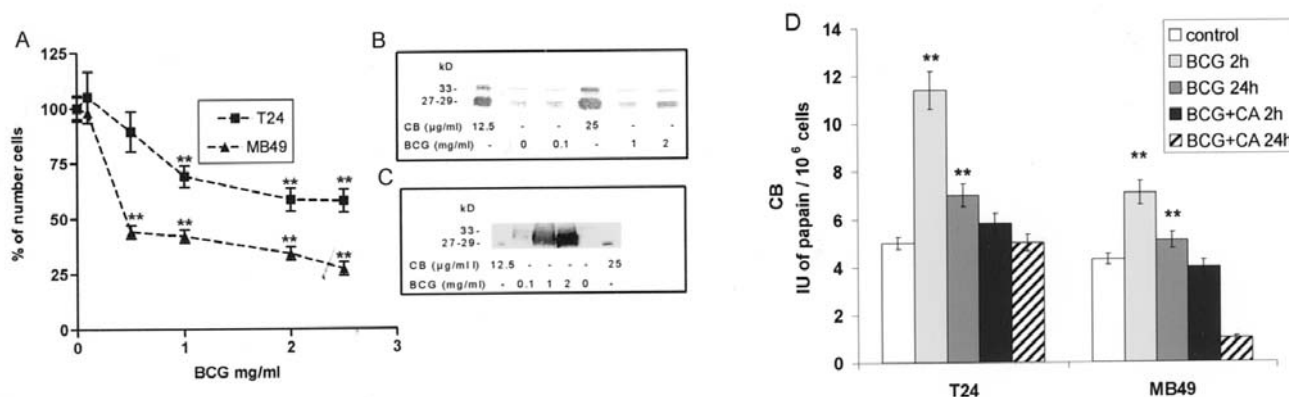 A
125
100
75
50
25
0
% of number cells
0
1
2
3
BCG mg/ml
T24
MB49
**
**
**
**
**
**
**
B
kD
33-
27-29-
CB (µg/ml) 12.5 - - 25 - -
BCG (mg/ml) - 0 0.1 - 1 2
C
kD
33-
27-29-
CB (µg/ml) 12.5 - - - - 25
BCG (mg/ml) - 0.1 1 2 0 -
D
14
12
10
8
6
4
2
0
CB
IU of papain / 10⁶ cells
**
**
**
**
T24
MB49
control
BCG 2h
BCG 24h
BCG+CA 2h
BCG+CA 24h